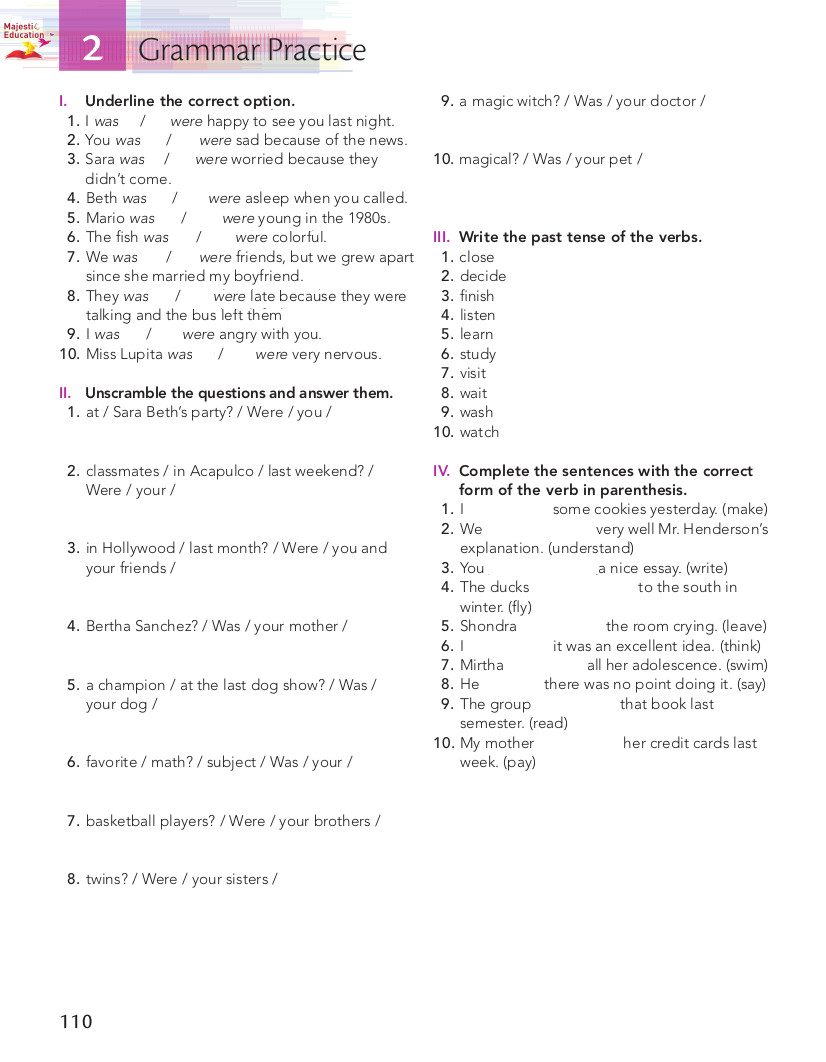 Majestic
Education
2 Grammar Practice
I. Underline the correct option.
1. I was / were happy to see you last night.
2. You was / were sad because of the news.
3. Sara was / were worried because they
didn't come.
4. Beth was / were asleep when you called.
5. Mario was / were young in the 1980s.
6. The fish was / were colorful.
7. We was / were friends, but we grew apart
since she married my boyfriend.
8. They was / were late because they were
talking and the bus left them
9. I was / were angry with you.
10. Miss Lupita was / were very nervous.
II. Unscramble the questions and answer them.
1. at / Sara Beth's party? / Were / you /
2. classmates / in Acapulco / last weekend? /
Were / your /
3. in Hollywood / last month? / Were / you and
your friends /
4. Bertha Sanchez? / Was / your mother /
5. a champion / at the last dog show? / Was /
your dog /
6. favorite / math? / subject / Was / your /
7. basketball players? / Were / your brothers /
8. twins? / Were / your sisters /
9. a magic witch? / Was / your doctor /
10. magical? / Was / your pet /
III. Write the past tense of the verbs.
1. close
2. decide
3. finish
4. listen
5. learn
6. study
7. visit
8. wait
9. wash
10. watch
IV. Complete the sentences with the correct
form of the verb in parenthesis.
1. I some cookies yesterday. (make)
2. We very well Mr. Henderson's
explanation. (understand)
3. You a nice essay. (write)
4. The ducks to the south in
winter. (fly)
5. Shondra the room crying. (leave)
6. I it was an excellent idea. (think)
7. Mirtha all her adolescence. (swim)
8. He there was no point doing it. (say)
9. The group that book last
semester. (read)
10. My mother her credit cards last
week. (pay)
110